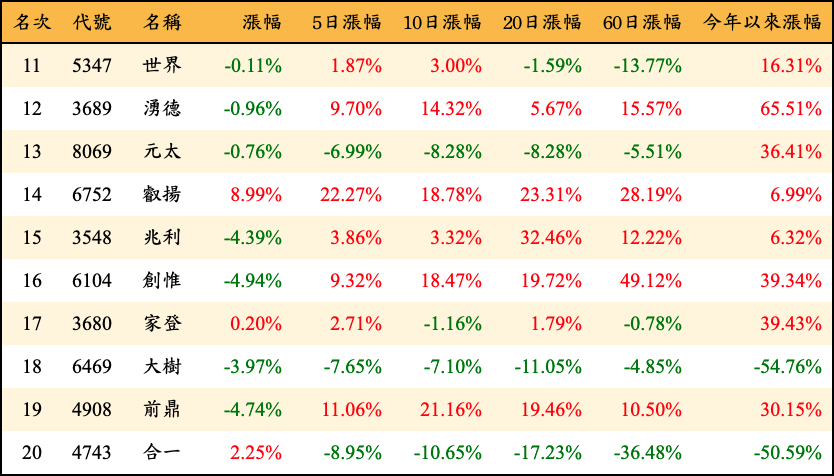 名次 代號 名稱 漲幅 5日漲幅 10日漲幅 20日漲幅 60日漲幅 今年以來漲幅
11 5347 世界 -0.11% 1.87% 3.00% -1.59% -13.77% 16.31%
12 3689 湧德 -0.96% 9.70% 14.32% 5.67% 15.57% 65.51%
13 8069 元太 -0.76% -6.99% -8.28% -8.28% -5.51% 36.41%
14 6752 叡揚 8.99% 22.27% 18.78% 23.31% 28.19% 6.99%
15 3548 兆利 -4.39% 3.86% 3.32% 32.46% 12.22% 6.32%
16 6104 創惟 -4.94% 9.32% 18.47% 19.72% 49.12% 39.34%
17 3680 家登 0.20% 2.71% -1.16% 1.79% -0.78% 39.43%
18 6469 大樹 -3.97% -7.65% -7.10% -11.05% -4.85% -54.76%
19 4908 前鼎 -4.74% 11.06% 21.16% 19.46% 10.50% 30.15%
20 4743 合一 2.25% -8.95% -10.65% -17.23% -36.48% -50.59%